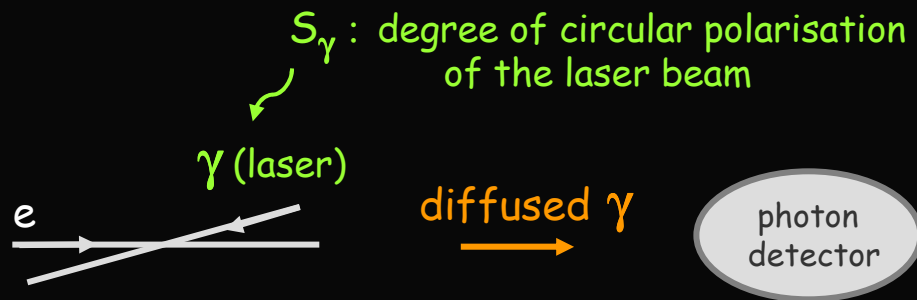 Sγ : degree of circular polarisation
of the laser beam
γ (laser)
e
diffused γ
photon
detector